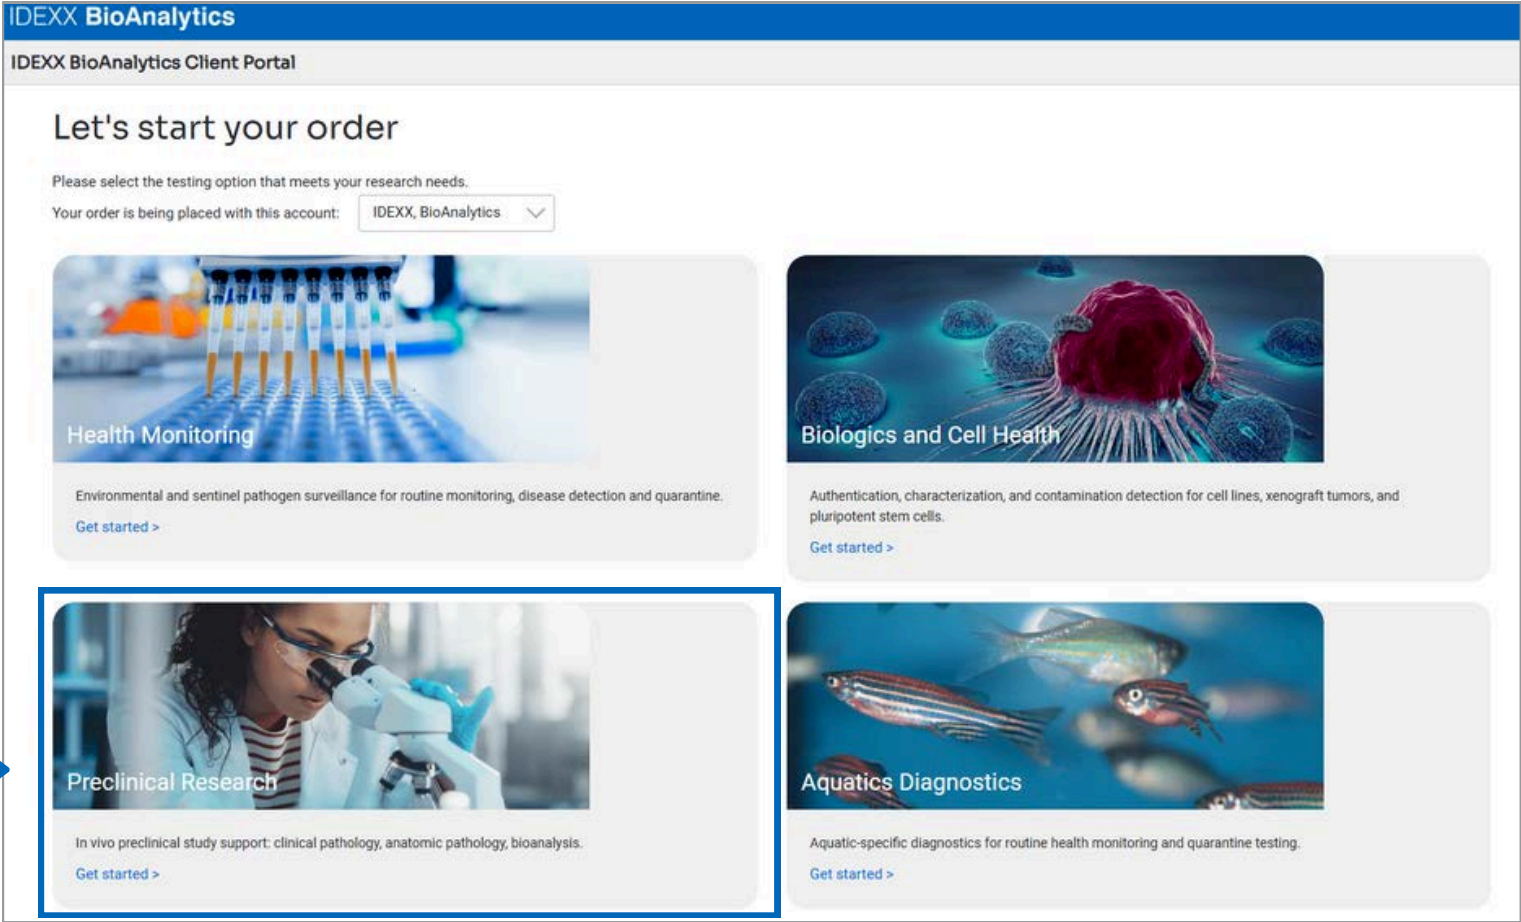 IDEXX BioAnalytics
IDEXX BioAnalytics Client Portal
Let's start your order
Please select the testing option that meets your research needs.
Your order is being placed with this account:
IDEXX, BioAnalytics
Health Monitoring
Environmental and sentinel pathogen surveillance for routine monitoring, disease detection and quarantine.
Get started >
Biologics and Cell Health
Authentication, characterization, and contamination detection for cell lines, xenograft tumors, and
pluripotent stem cells.
Get started >
Preclinical Research
In vivo preclinical study support: clinical pathology, anatomic pathology, bioanalysis.
Get started >
Aquatics Diagnostics
Aquatic-specific diagnostics for routine health monitoring and quarantine testing.
Get started >